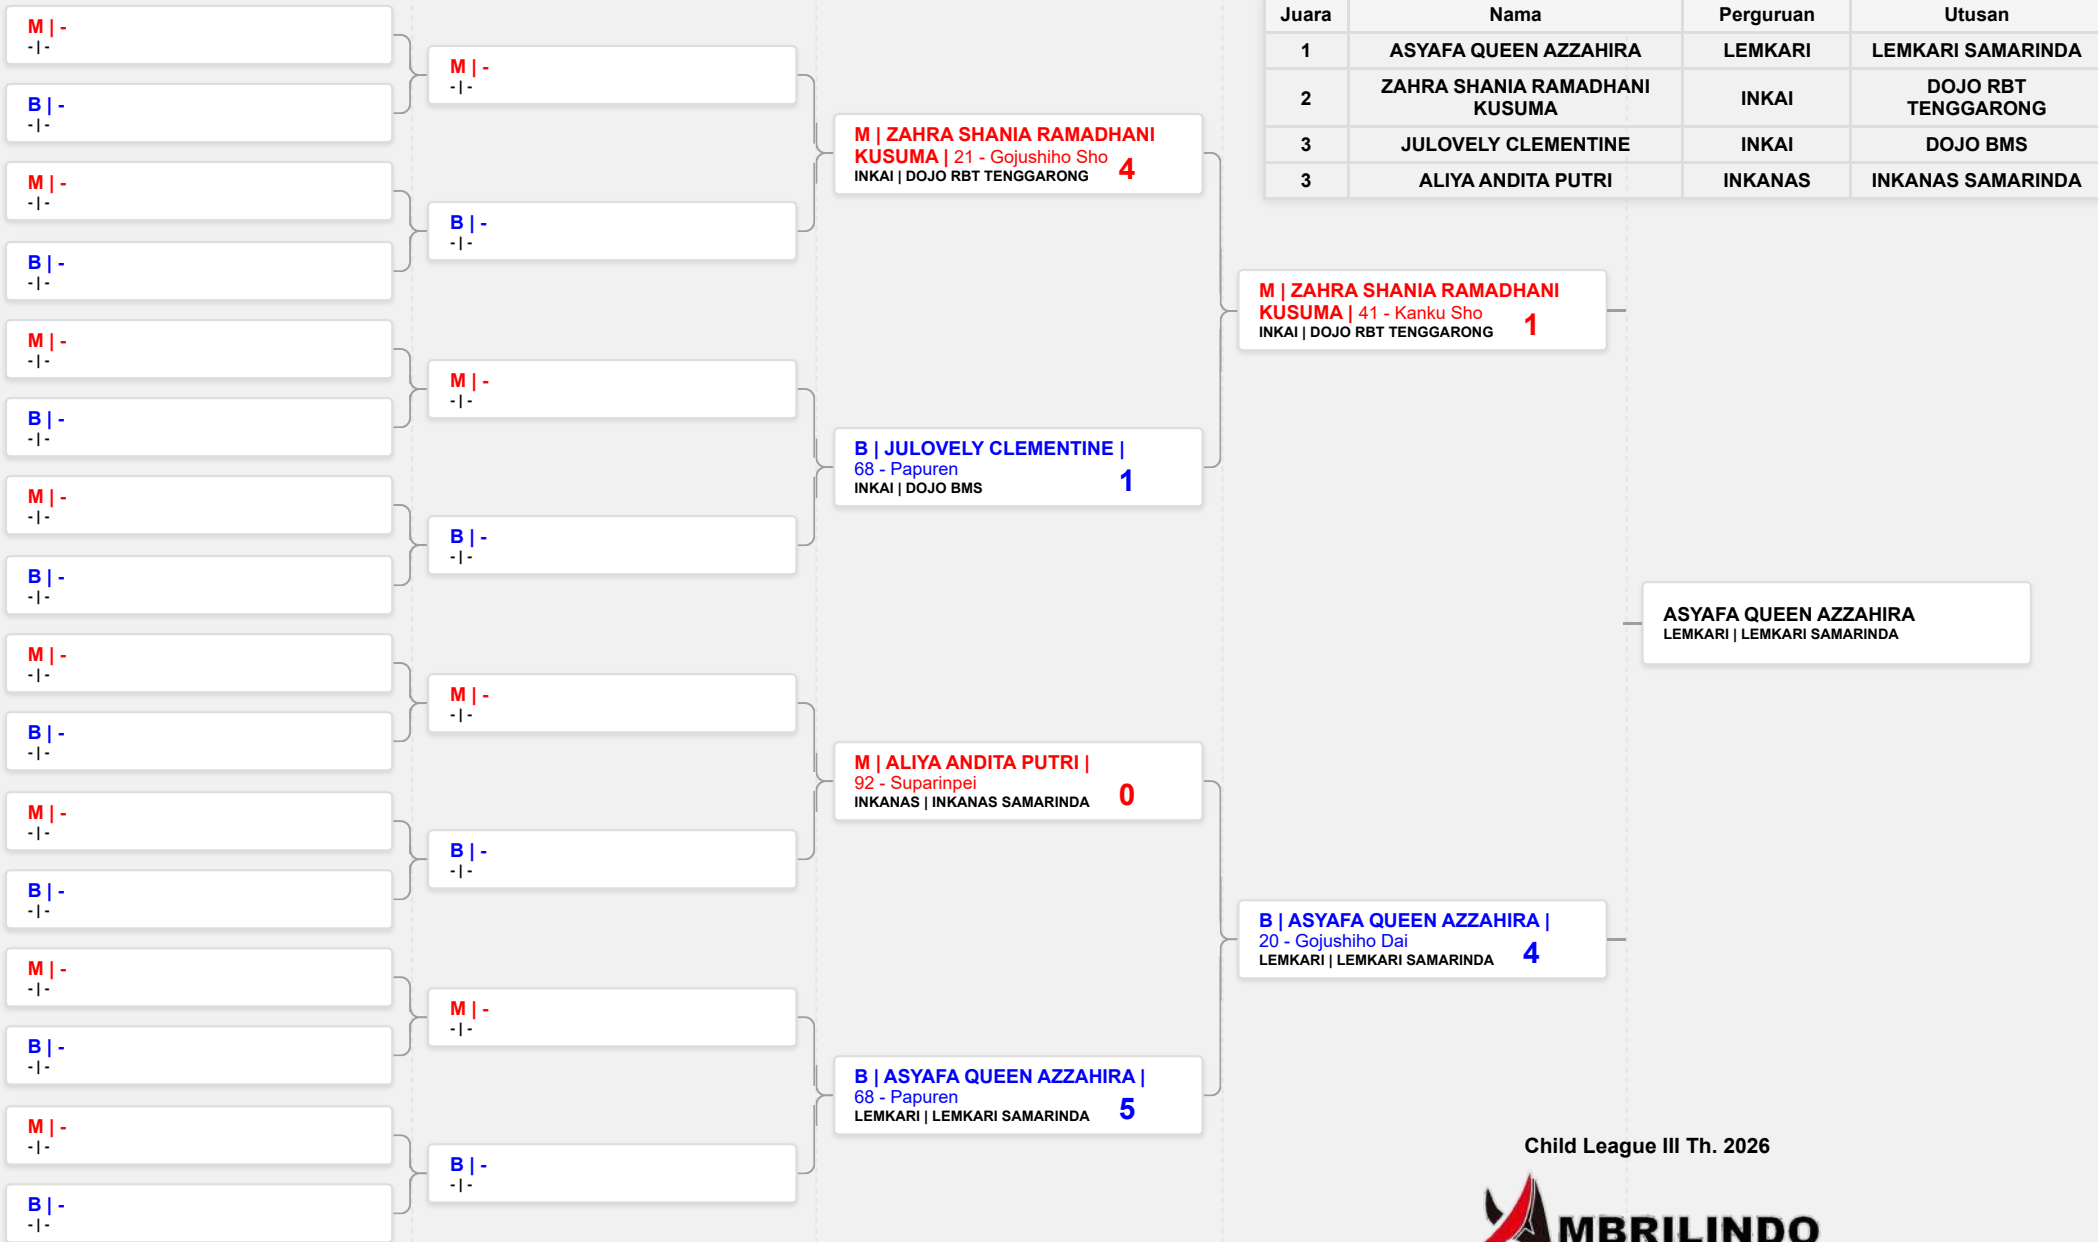 M | -
-|-
B | -
-|-
M | -
-|-
B | -
-|-
M | -
-|-
B | -
-|-
M | -
-|-
B | -
-|-
M | -
-|-
B | -
-|-
M | -
-|-
B | -
-|-
M | -
-|-
B | -
-|-
M | -
-|-
B | -
-|-
M | -
-|-
B | -
-|-
M | -
-|-
B | -
-|-
M | -
-|-
B | -
-|-
M | -
-|-
B | -
-|-
M | ZAHRA SHANIA RAMADHANI
KUSUMA | 21 - Gojushiho Sho
INKAI | DOJO RBT TENGGARONG
4
B | JULOVELY CLEMENTINE |
68 - Papuren
INKAI | DOJO BMS
1
M | ALIYA ANDITA PUTRI |
92 - Suparinpei
INKANAS | INKANAS SAMARINDA
0
B | ASYAFA QUEEN AZZAHIRA |
68 - Papuren
LEMKARI | LEMKARI SAMARINDA
5
M | ZAHRA SHANIA RAMADHANI
KUSUMA | 41 - Kanku Sho
INKAI | DOJO RBT TENGGARONG
1
B | ASYAFA QUEEN AZZAHIRA |
20 - Gojushiho Dai
LEMKARI | LEMKARI SAMARINDA
4
ASYAFA QUEEN AZZAHIRA
LEMKARI | LEMKARI SAMARINDA
Juara Nama Perguruan Utusan
1 ASYAFA QUEEN AZZAHIRA LEMKARI LEMKARI SAMARINDA
2 ZAHRA SHANIA RAMADHANI KUSUMA INKAI DOJO RBT TENGGARONG
3 JULOVELY CLEMENTINE INKAI DOJO BMS
3 ALIYA ANDITA PUTRI INKANAS INKANAS SAMARINDA
Child League III Th. 2026
AMBRILINDO